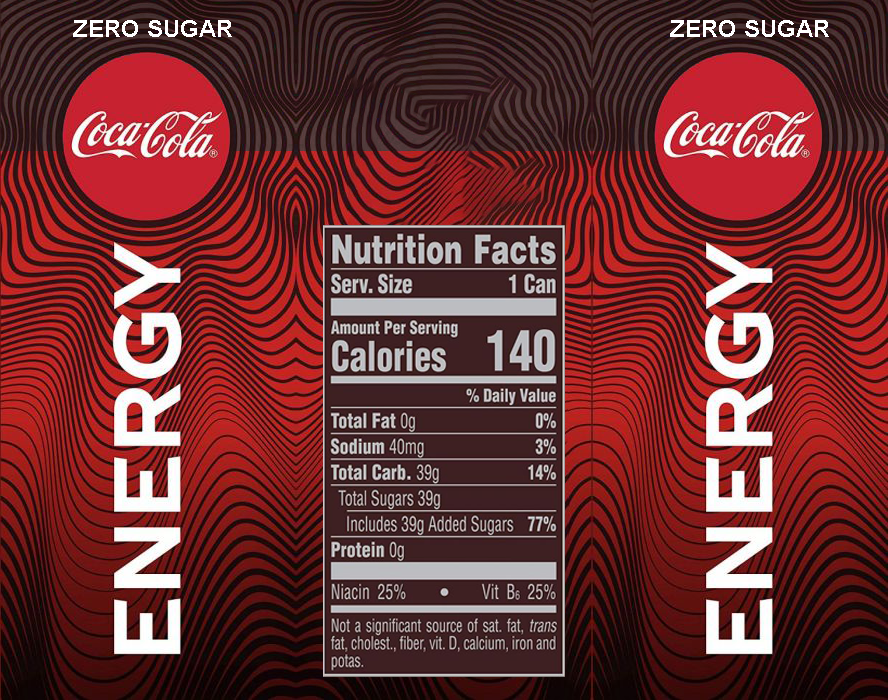 ZERO SUGAR
Coca-Cola®
ENERGY
Nutrition Facts
Serv. Size 1 Can
Amount Per Serving
Calories 140
% Daily Value
Total Fat 0g 0%
Sodium 40mg 3%
Total Carb. 39g 14%
Total Sugars 39g
Includes 39g Added Sugars 77%
Protein 0g
Niacin 25% • Vit B₆ 25%
Not a significant source of sat. fat, trans
fat, cholest., fiber, vit. D, calcium, iron and
potas.
ZERO SUGAR
Coca-Cola®
ENERGY